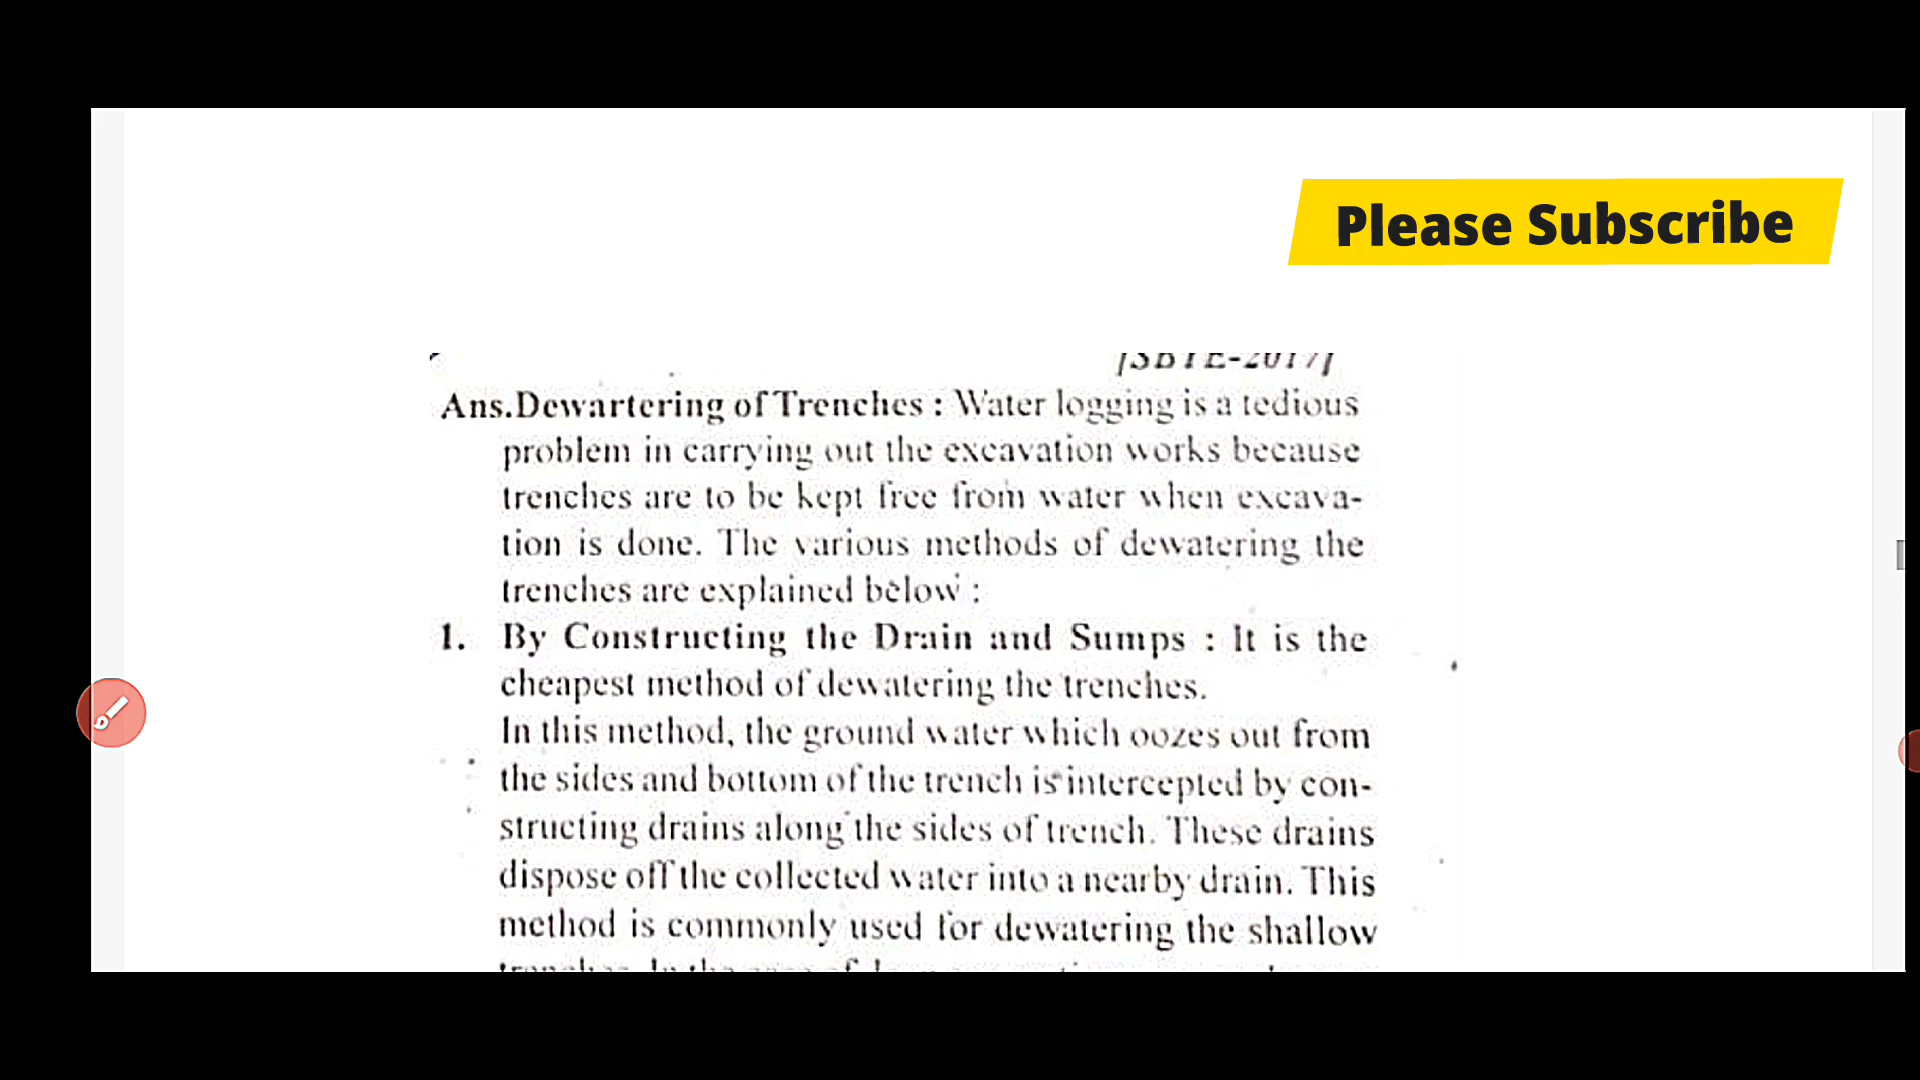 Please Subscribe
[SBTE-2017]
Ans.Dewartering of Trenches : Water logging is a tedious
problem in carrying out the excavation works because
trenches are to be kept free from water when excava-
tion is done. The various methods of dewatering the
trenches are explained below :
1. By Constructing the Drain and Sumps : It is the
cheapest method of dewatering the trenches.
In this method, the ground water which oozes out from
the sides and bottom of the trench is intercepted by con-
structing drains along the sides of trench. These drains
dispose off the collected water into a nearby drain. This
method is commonly used for dewatering the shallow